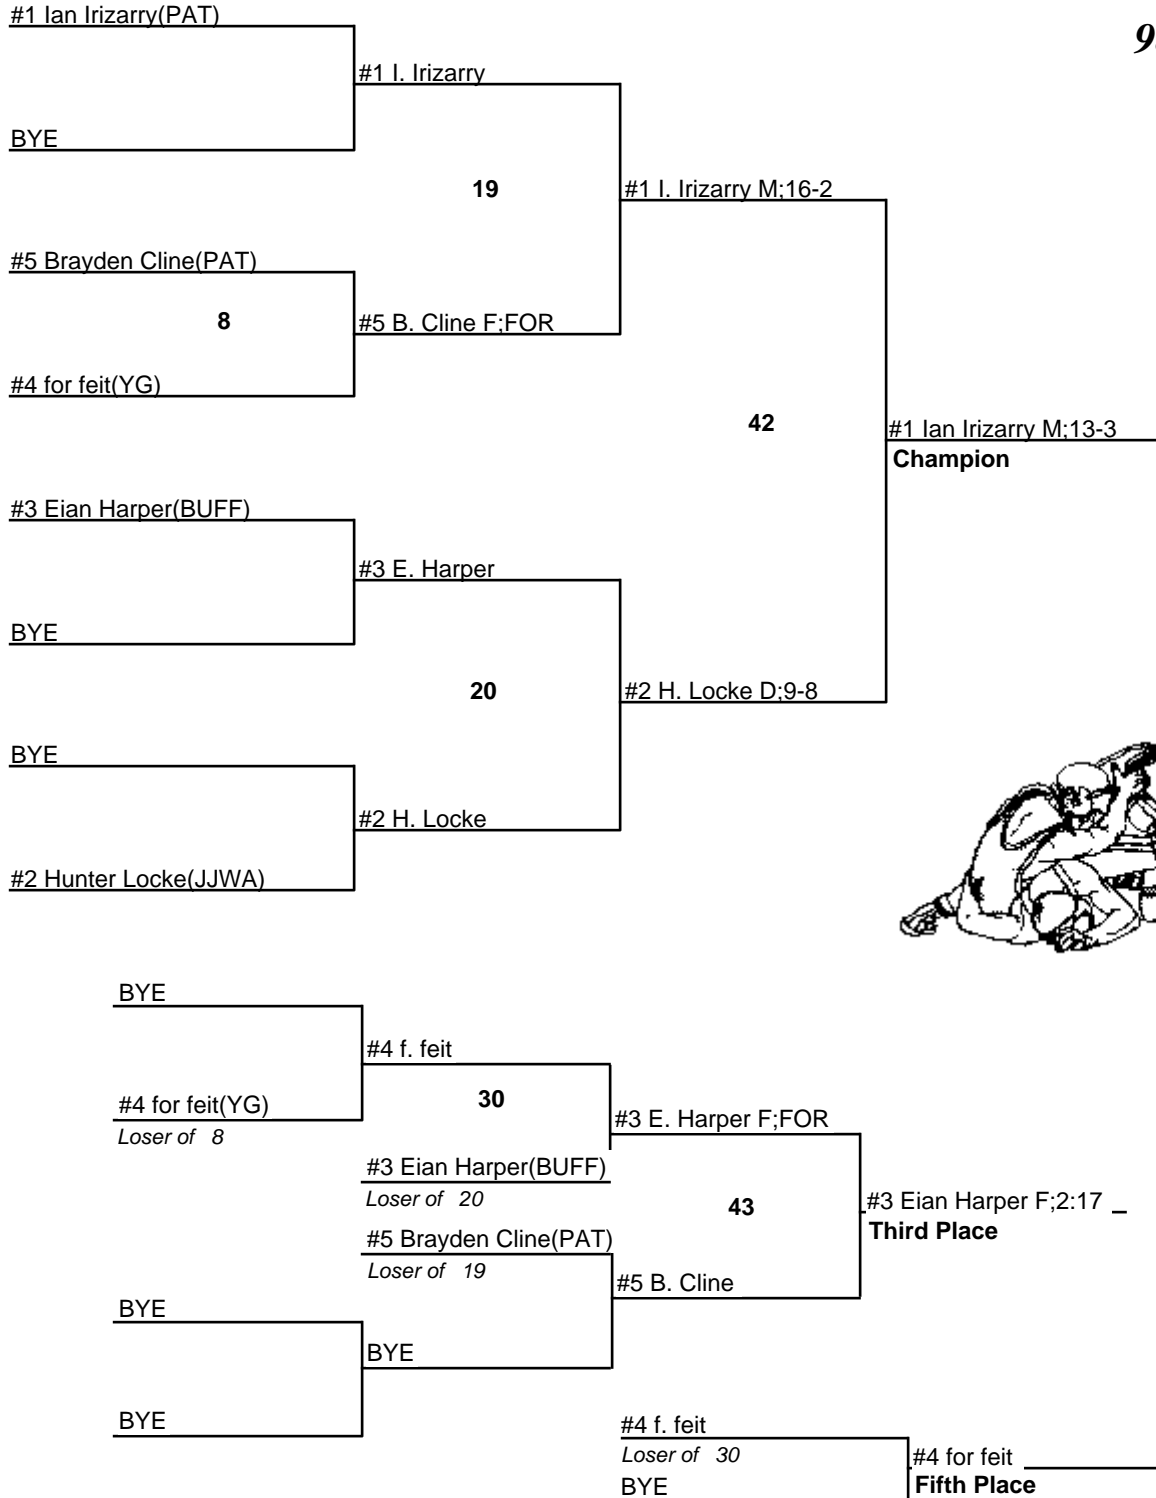 #1 Ian Irizarry(PAT)
#1 I. Irizarry
BYE
19
#1 I. Irizarry M;16-2
#5 Brayden Cline(PAT)
8
#5 B. Cline F;FOR
#4 for feit(YG)
42
#1 Ian Irizarry M;13-3
Champion
#3 Eian Harper(BUFF)
#3 E. Harper
BYE
20
#2 H. Locke D;9-8
BYE
#2 H. Locke
#2 Hunter Locke(JJWA)
BYE
#4 f. feit
#4 for feit(YG)
Loser of 8
30
#3 E. Harper F;FOR
#3 Eian Harper(BUFF)
Loser of 20
43
#3 Eian Harper F;2:17
Third Place
#5 Brayden Cline(PAT)
Loser of 19
#5 B. Cline
BYE
BYE
BYE
#4 f. feit
Loser of 30
#4 for feit
Fifth Place
BYE